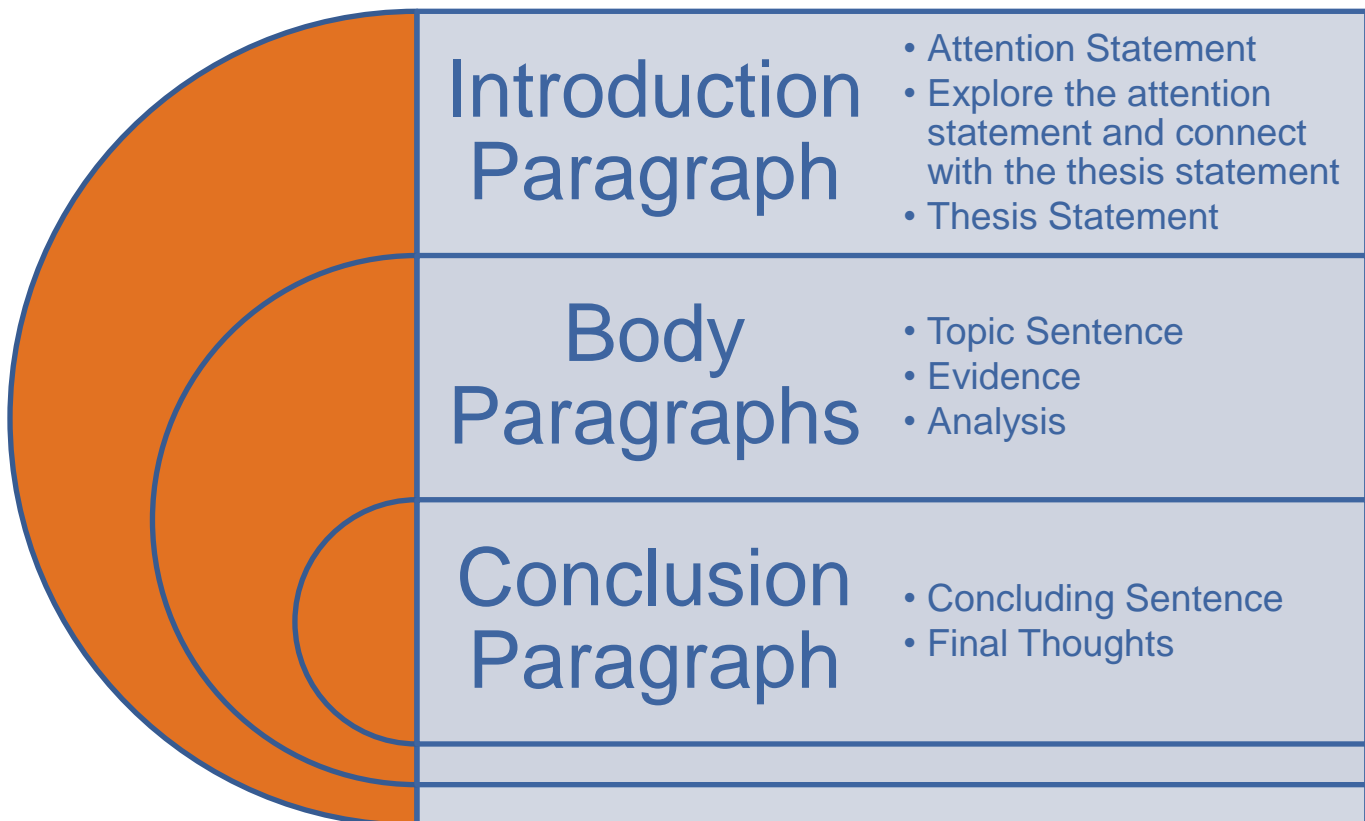 Introduction
Paragraph
• Attention Statement
• Explore the attention
statement and connect
with the thesis statement
• Thesis Statement
Body
Paragraphs
• Topic Sentence
• Evidence
• Analysis
Conclusion
Paragraph
• Concluding Sentence
• Final Thoughts